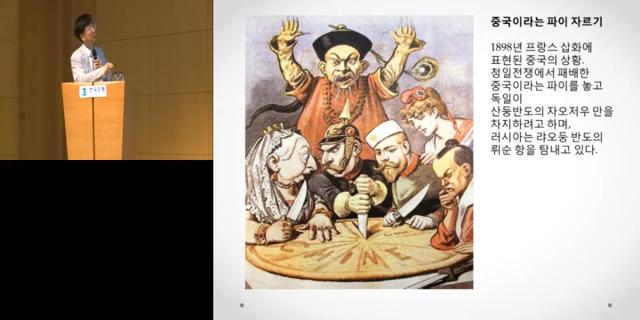 중국이라는 파이 자르기
1898년 프랑스 삽화에
표현된 중국의 상황.
청일전쟁에서 패배한
중국이라는 파이를 놓고
독일이
산둥반도의 자오저우 만을
차지하려고 하며,
러시아는 랴오둥 반도의
뤼순 항을 탐내고 있다.
CHINE